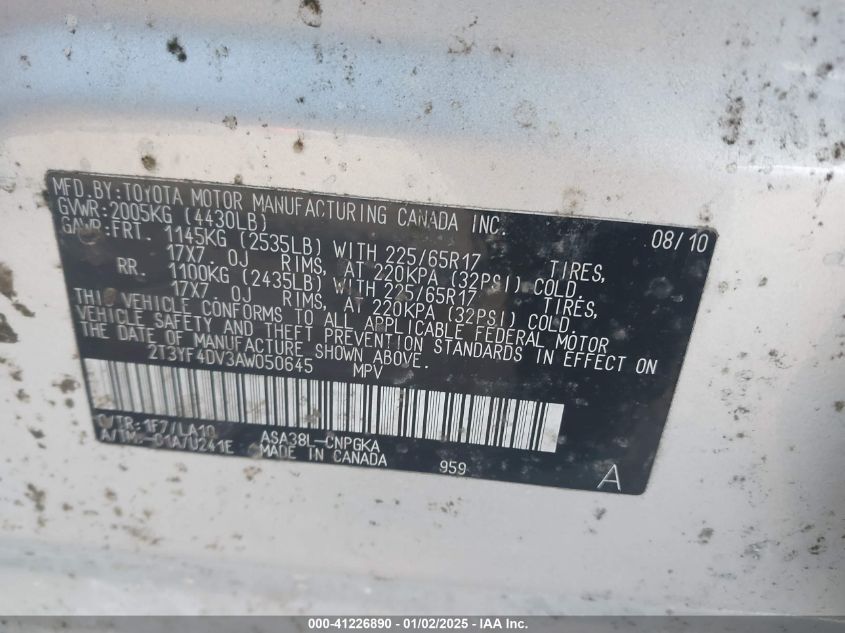 MFD. BY: TOYOTA MOTOR MANUFACTURING CANADA INC.
GVWR: 2005KG (4430LB) 08/10
GAWR: FRT. 1145KG (2535LB) WITH 225/65R17 TIRES,
17X7.0J RIMS, AT 220KPA (32PSI) COLD.
RR. 1100KG (2435LB) WITH 225/65R17 TIRES,
17X7.0J RIMS, AT 220KPA (32PSI) COLD.
THIS VEHICLE CONFORMS TO ALL APPLICABLE FEDERAL MOTOR
VEHICLE SAFETY AND THEFT PREVENTION STANDARDS IN EFFECT ON
THE DATE OF MANUFACTURE SHOWN ABOVE.
2T3YF4DV3AW050645 MPV
C/TR: 1F7/LA10 ASA38L-CNPGKA
A/TM: -01A/U241E MADE IN CANADA 959 A
000-41226890 - 01/02/2025 - IAA Inc.